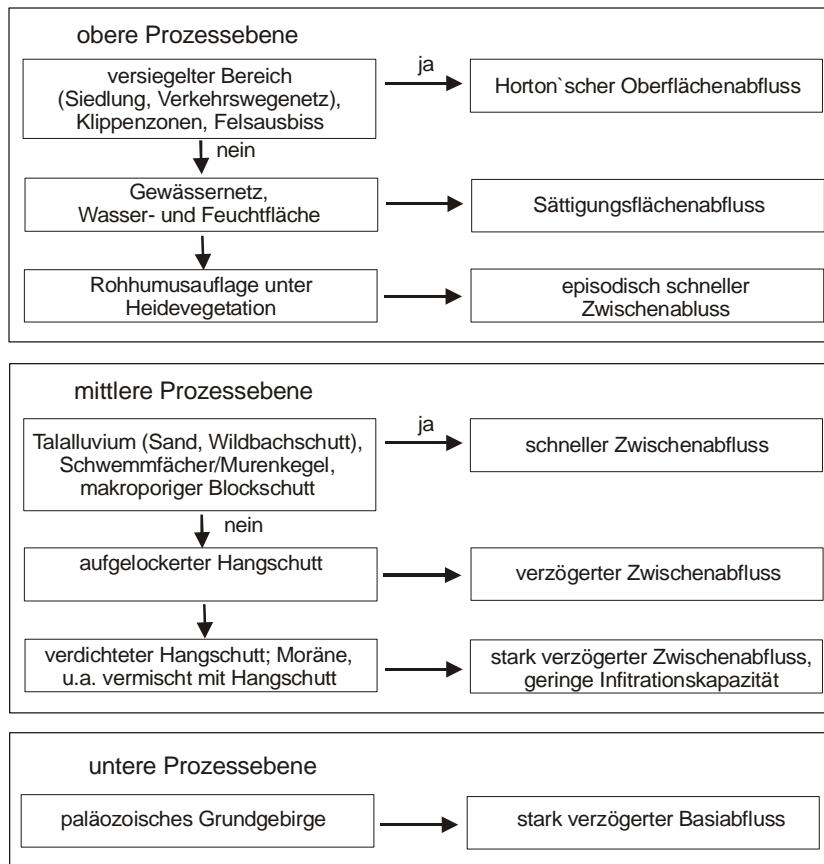 obere Prozessebene
versiegelter Bereich
(Siedlung, Verkehrswegenetz),
Klippenzonen, Felsausbiss
ja
Horton`scher Oberflächenabfluss
nein
Gewässernetz,
Wasser- und Feuchtfläche
Sättigungsflächenabfluss
Rohhumusauflage unter
Heidevegetation
episodisch schneller
Zwischenabluss
mittlere Prozessebene
Talalluvium (Sand, Wildbachschutt),
Schwemmfächer/Murenkegel,
makroporiger Blockschutt
ja
schneller Zwischenabfluss
nein
aufgelockerter Hangschutt
verzögerter Zwischenabfluss
verdichteter Hangschutt; Moräne,
u.a. vermischt mit Hangschutt
stark verzögerter Zwischenabfluss,
geringe Infitrationskapazität
untere Prozessebene
paläozoisches Grundgebirge
stark verzögerter Basiabfluss